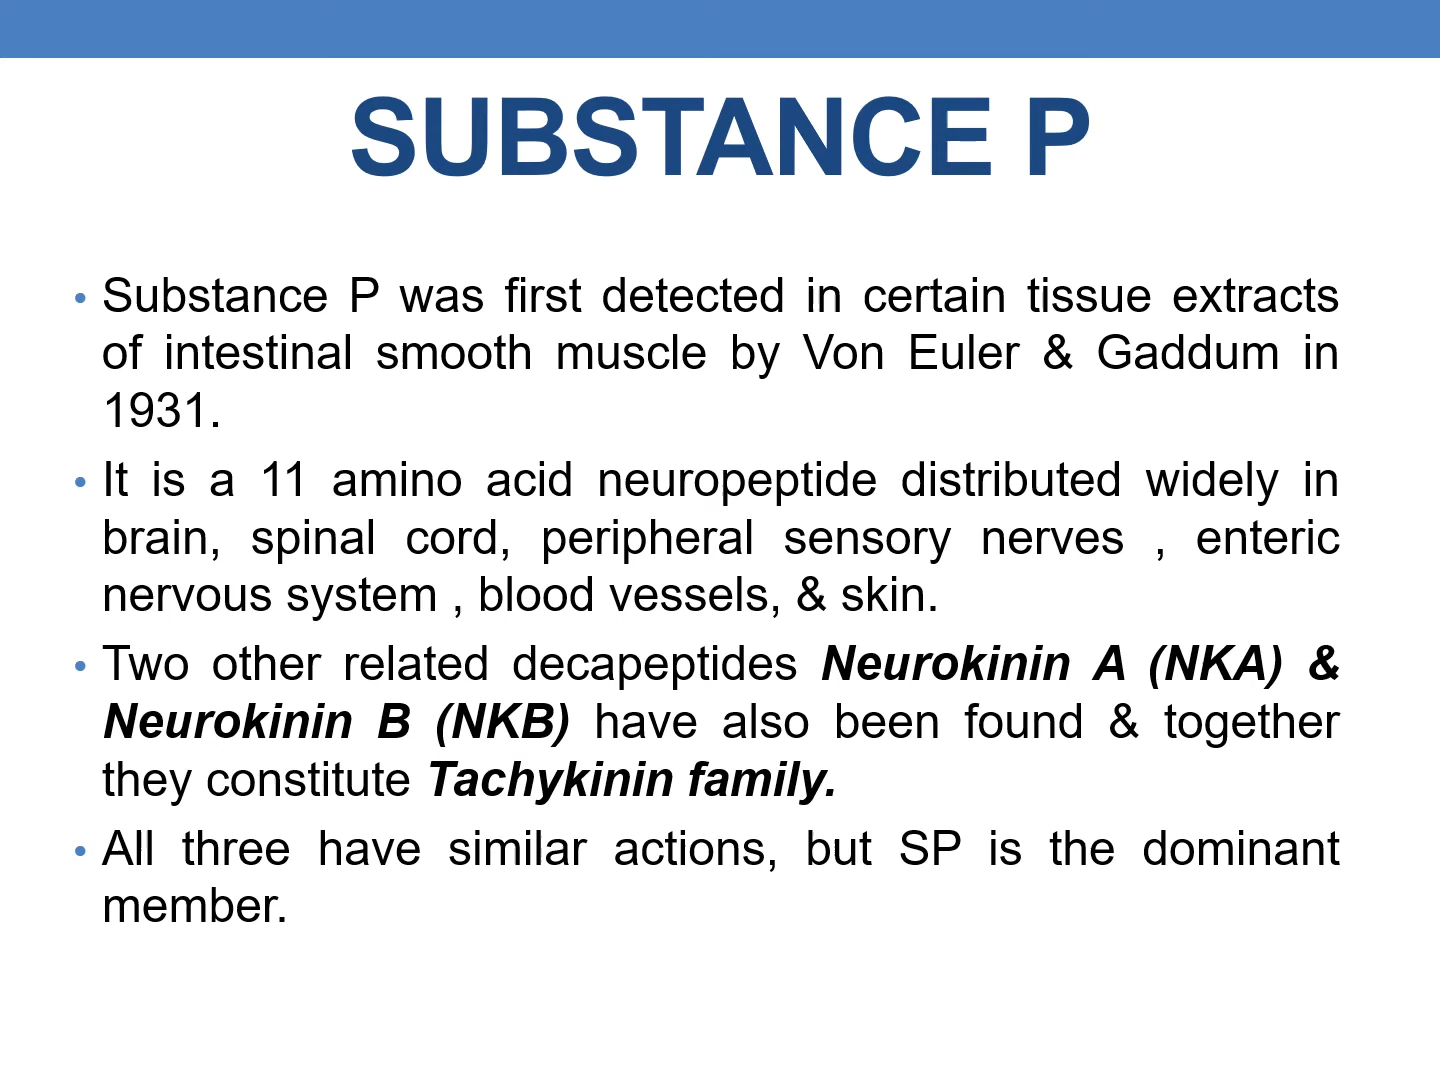 SUBSTANCE P
• Substance P was first detected in certain tissue extracts
of intestinal smooth muscle by Von Euler & Gaddum in
1931.
• It is a 11 amino acid neuropeptide distributed widely in
brain, spinal cord, peripheral sensory nerves , enteric
nervous system , blood vessels, & skin.
• Two other related decapeptides Neurokinin A (NKA) &
Neurokinin B (NKB) have also been found & together
they constitute Tachykinin family.
• All three have similar actions, but SP is the dominant
member.